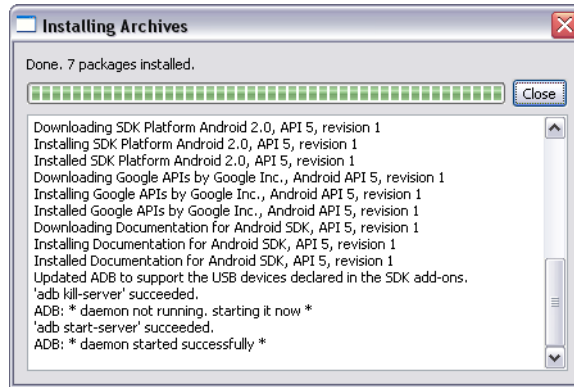 Installing Archives
Done. 7 packages installed.
Close
Downloading SDK Platform Android 2.0, API 5, revision 1
Installing SDK Platform Android 2.0, API 5, revision 1
Installed SDK Platform Android 2.0, API 5, revision 1
Downloading Google APIs by Google Inc., Android API 5, revision 1
Installing Google APIs by Google Inc., Android API 5, revision 1
Installed Google APIs by Google Inc., Android API 5, revision 1
Downloading Documentation for Android SDK, API 5, revision 1
Installing Documentation for Android SDK, API 5, revision 1
Installed Documentation for Android SDK, API 5, revision 1
Updated ADB to support the USB devices declared in the SDK add-ons.
'adb kill-server' succeeded.
ADB: * daemon not running. starting it now *
'adb start-server' succeeded.
ADB: * daemon started successfully *